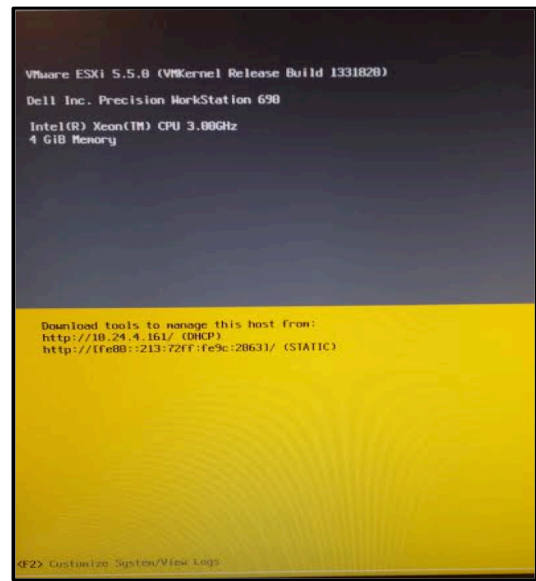 VMware ESXi 5.5.0 (VMKernel Release Build 1331820)
Dell Inc. Precision WorkStation 690
Intel(R) Xeon(TM) CPU 3.00GHz
4 GiB Memory
Download tools to manage this host from:
http://10.24.4.161/ (DHCP)
http://[fe80::213:72ff:fe9c:2863]/ (STATIC)
<F2> Customize System/View Logs